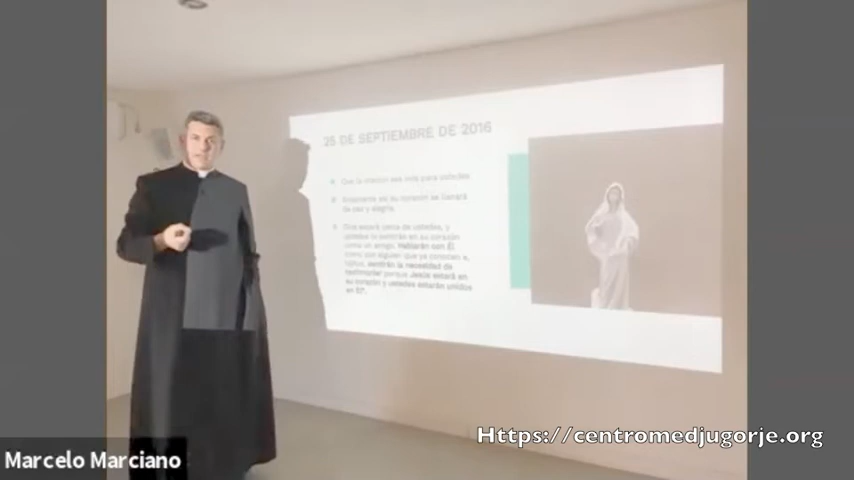 25 DE SEPTIEMBRE DE 2016
Que la oración sea vida para ustedes
Solamente así su corazón se llenará
de paz y alegría.
Dios estará cerca de ustedes, y
ustedes lo sentirán en su corazón
como un amigo. Hablarán con Él
como con alguien que ya conocen e,
hijitos, sentirán la necesidad de
testimoniar porque Jesús estará en
su corazón y ustedes estarán unidos
en Él".
Https://centromedjugorje.org
Marcelo Marciano